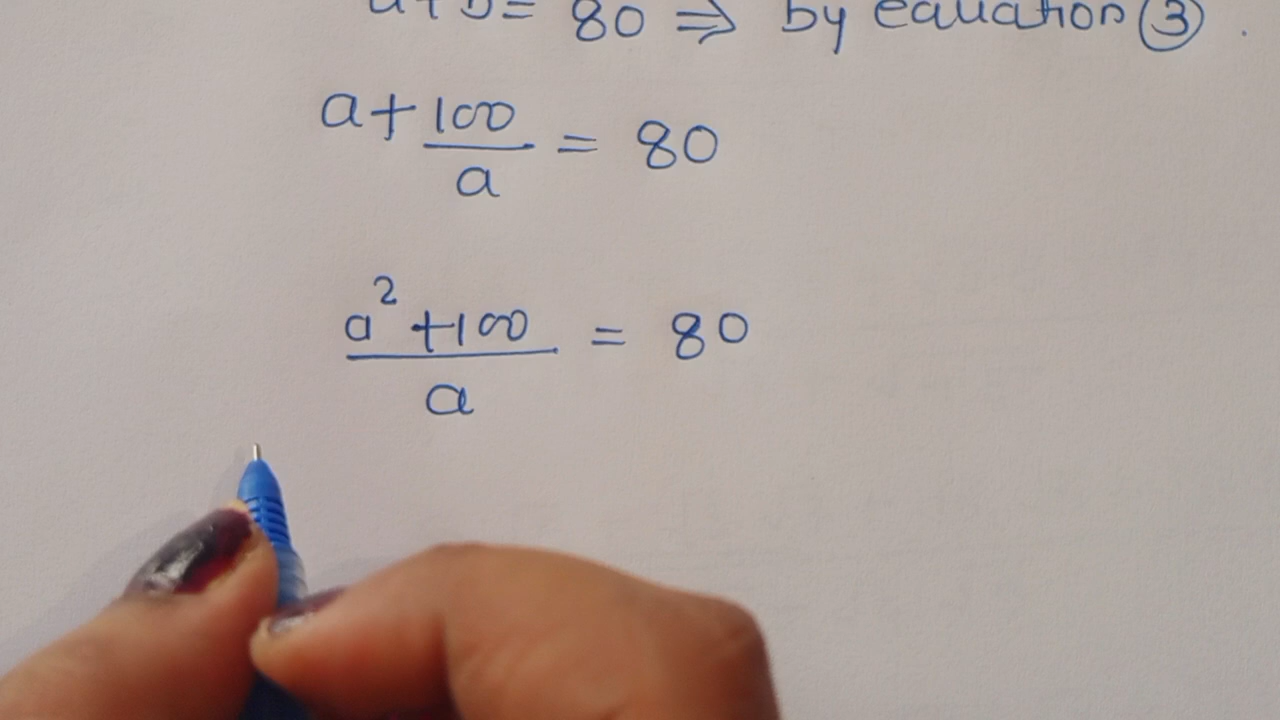 a+b= 80 ⇒ by equation ③.
a+100/a = 80
a²+100/a = 80